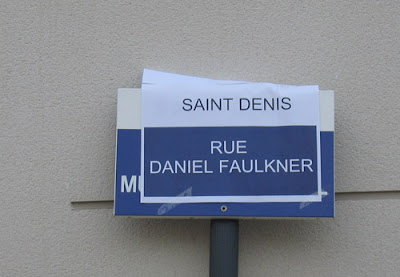 SAINT DENIS
RUE
DANIEL FAULKNER